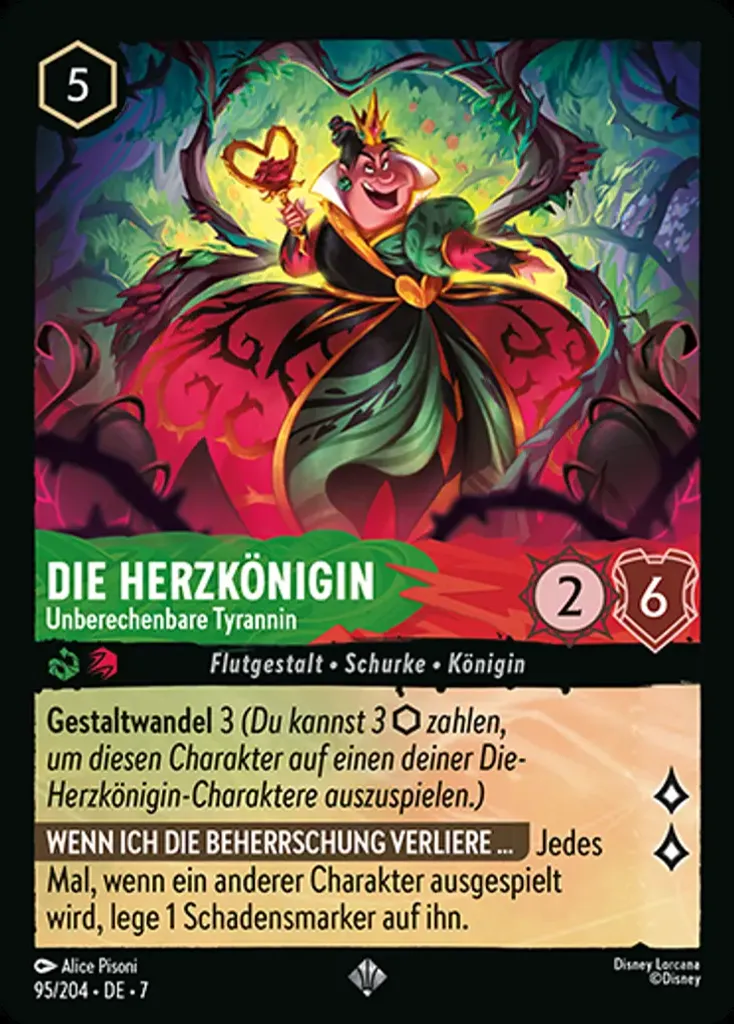 5
DIE HERZKÖNIGIN
Unberechenbare Tyrannin
2
6
Flutgestalt • Schurke • Königin
Gestaltwandel 3 (Du kannst 3 ⬡ zahlen,
um diesen Charakter auf einen deiner Die-
Herzkönigin-Charaktere auszuspielen.)
WENN ICH DIE BEHERRSCHUNG VERLIERE ... Jedes
Mal, wenn ein anderer Charakter ausgespielt
wird, lege 1 Schadensmarker auf ihn.
Alice Pisoni
95/204 • DE • 7
Disney Lorcana
©Disney